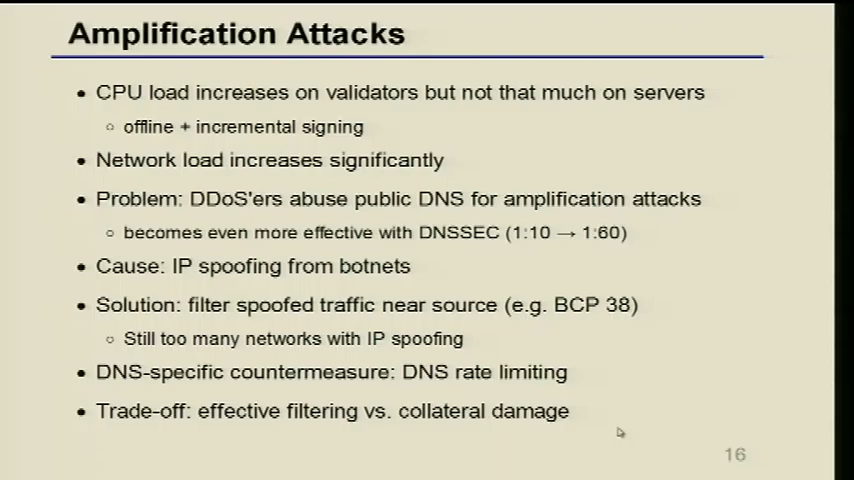 Amplification Attacks
• CPU load increases on validators but not that much on servers
○ offline + incremental signing
• Network load increases significantly
• Problem: DDoS'ers abuse public DNS for amplification attacks
○ becomes even more effective with DNSSEC (1:10 → 1:60)
• Cause: IP spoofing from botnets
• Solution: filter spoofed traffic near source (e.g. BCP 38)
○ Still too many networks with IP spoofing
• DNS-specific countermeasure: DNS rate limiting
• Trade-off: effective filtering vs. collateral damage
16